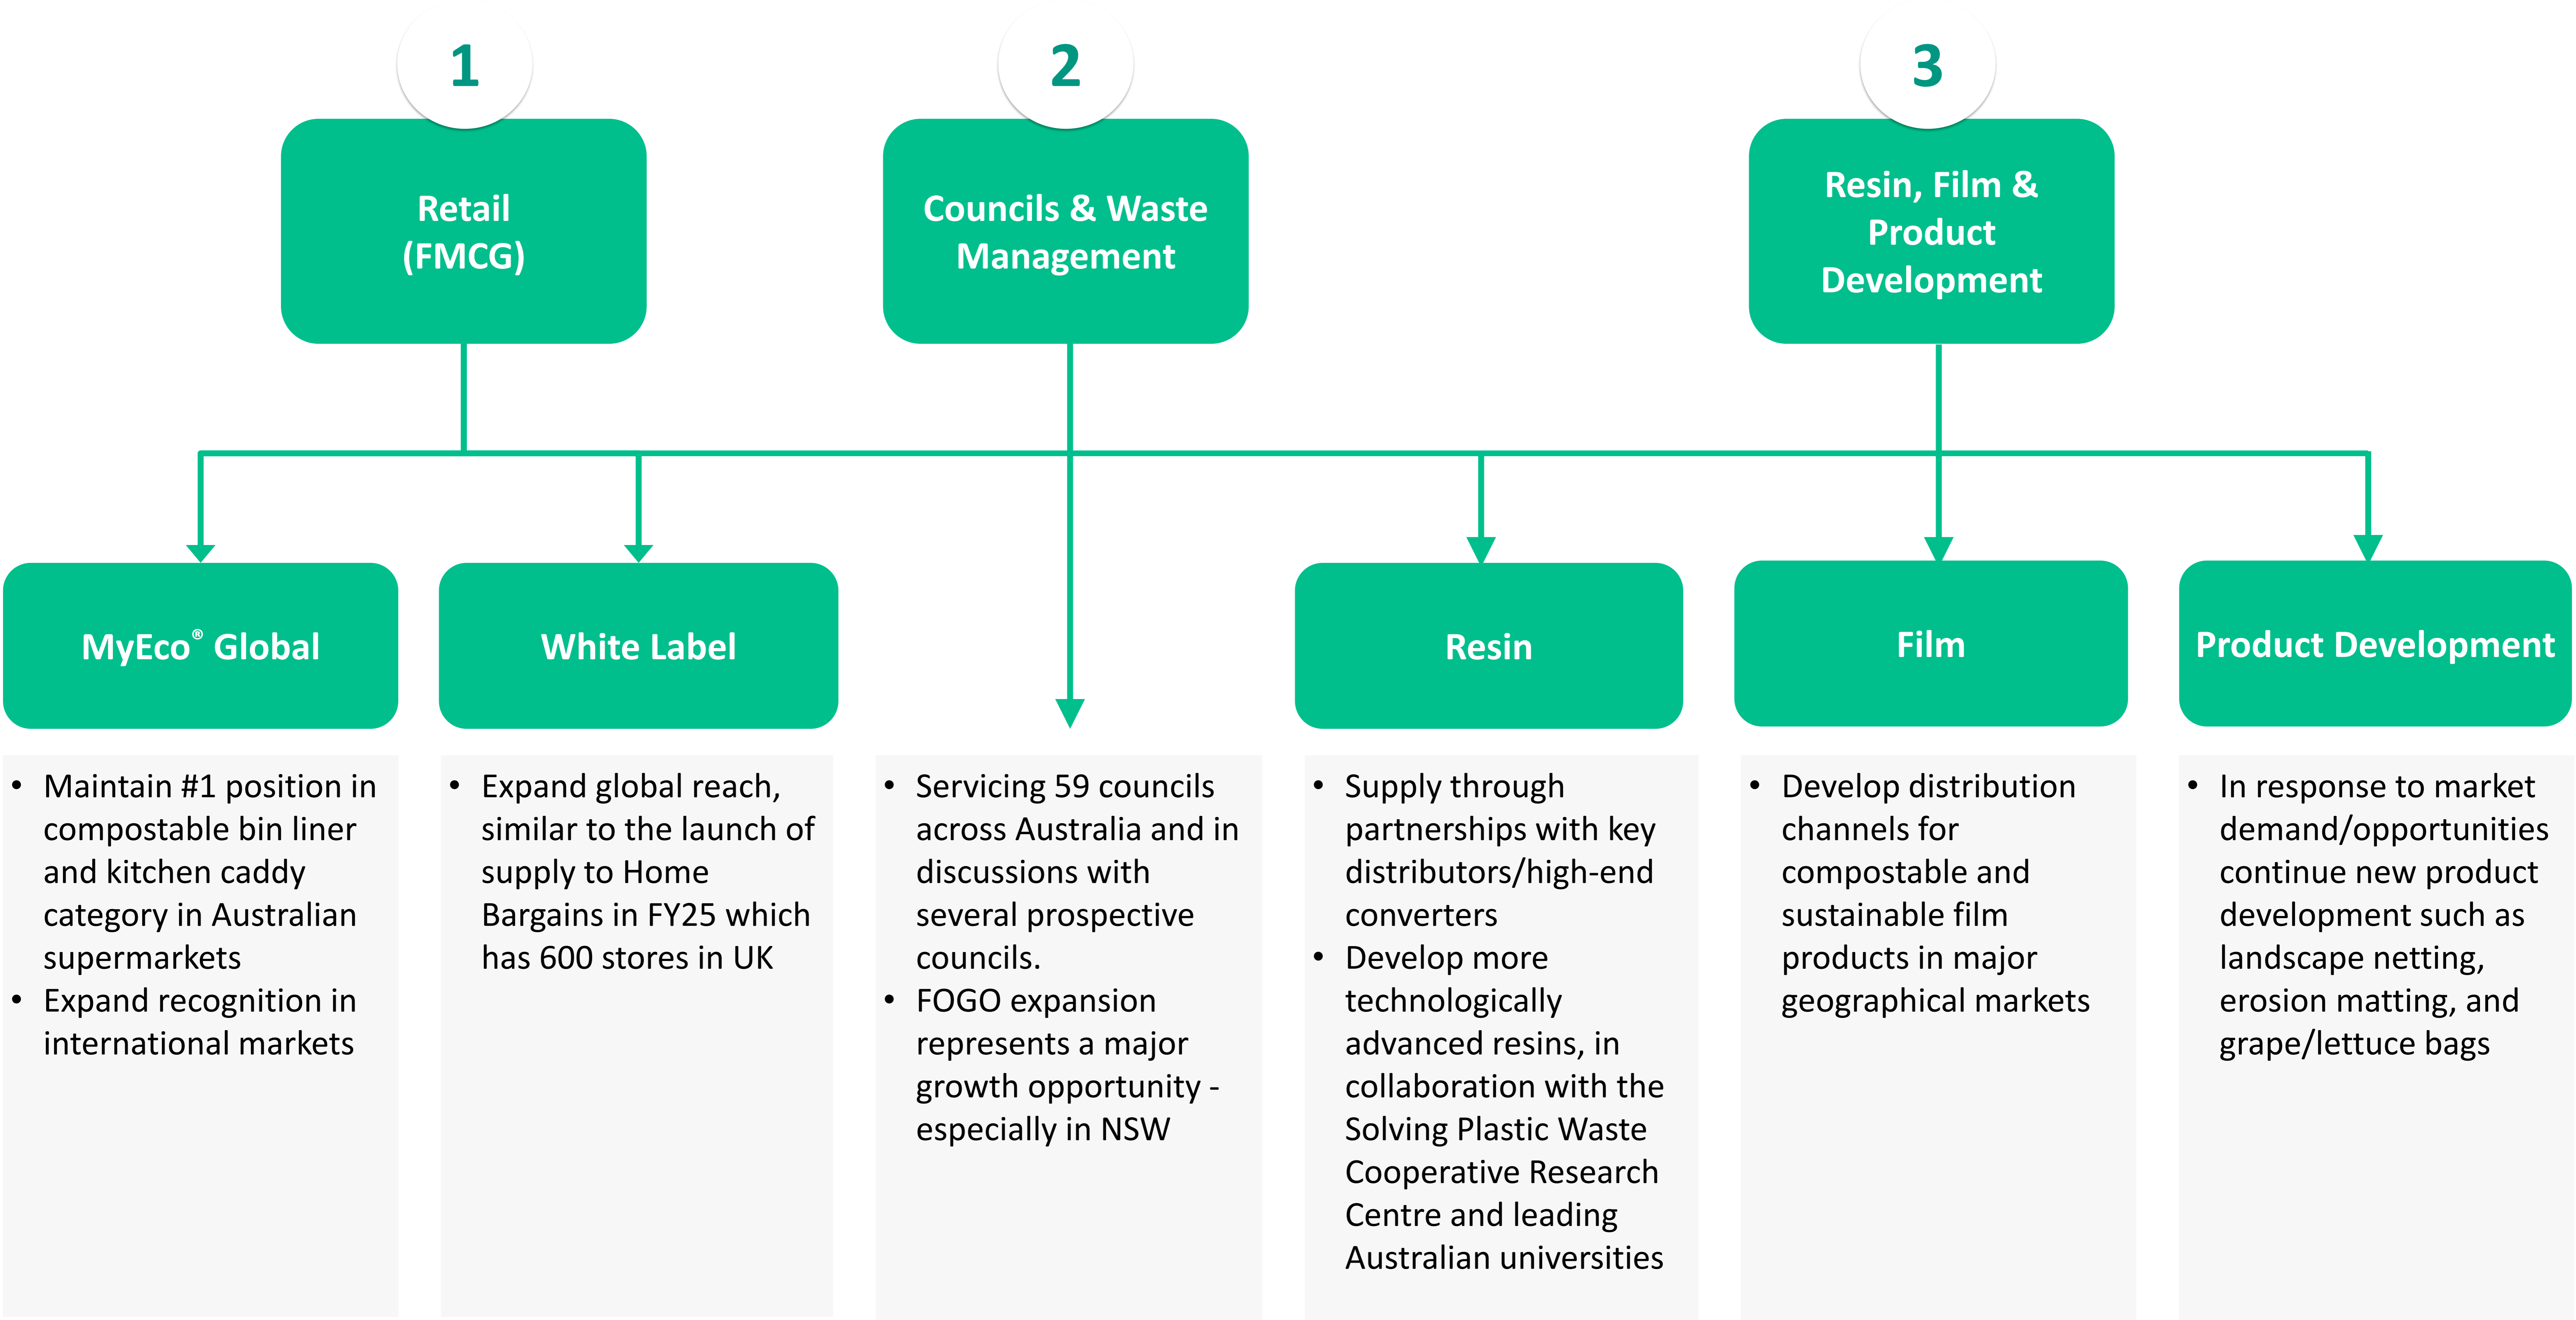 1
2
3
Retail
(FMCG)
Councils & Waste
Management
Resin, Film &
Product
Development
MyEco® Global
White Label
Resin
Film
Product Development
• Maintain #1 position in
compostable bin liner
and kitchen caddy
category in Australian
supermarkets
• Expand recognition in
international markets
• Expand global reach,
similar to the launch of
supply to Home
Bargains in FY25 which
has 600 stores in UK
• Servicing 59 councils
across Australia and in
discussions with
several prospective
councils.
• FOGO expansion
represents a major
growth opportunity -
especially in NSW
• Supply through
partnerships with key
distributors/high-end
converters
• Develop more
technologically
advanced resins, in
collaboration with the
Solving Plastic Waste
Cooperative Research
Centre and leading
Australian universities
• Develop distribution
channels for
compostable and
sustainable film
products in major
geographical markets
• In response to market
demand/opportunities
continue new product
development such as
landscape netting,
erosion matting, and
grape/lettuce bags